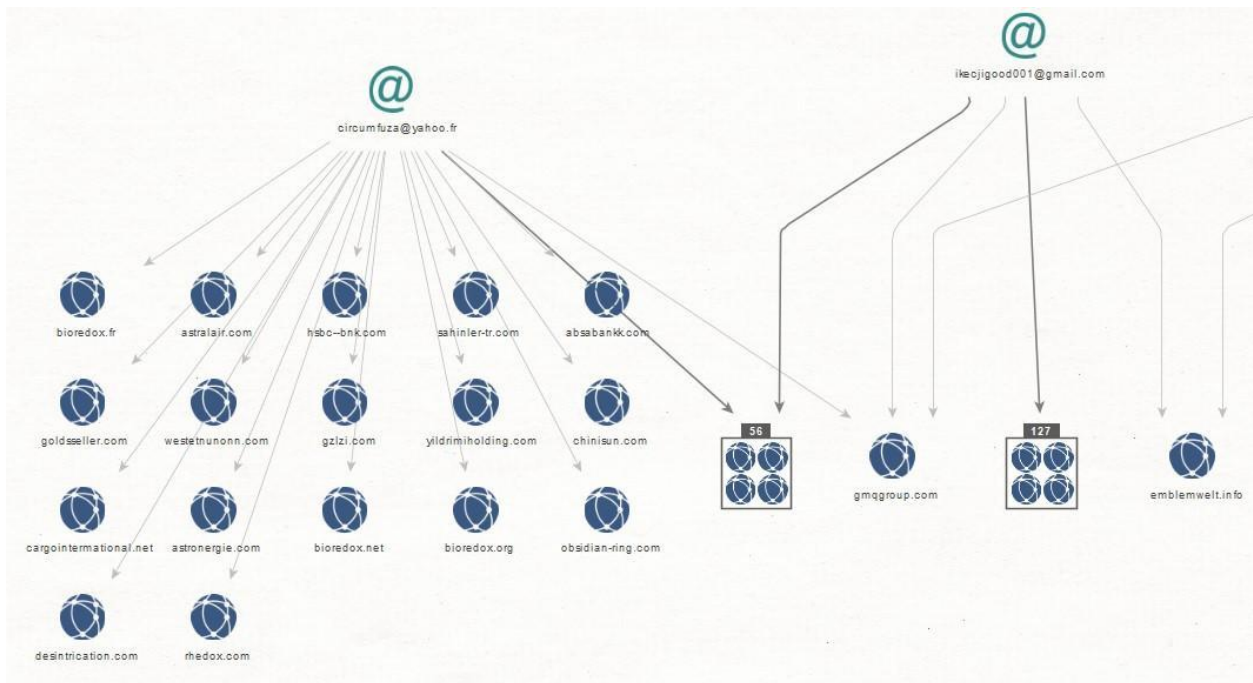 ikecjigood001@gmail.com
circumfuza@yahoo.fr
bioredox.fr
astralair.com
hsbc--bnk.com
sahinler-tr.com
absabankk.com
goldsseller.com
westetnunonn.com
gzlzi.com
yildrimiholding.com
chinisun.com
56
127
gmqgroup.com
emblemwelt.info
cargointermational.net
astronergie.com
bioredox.net
bioredox.org
obsidian-ring.com
desintrication.com
rhedox.com